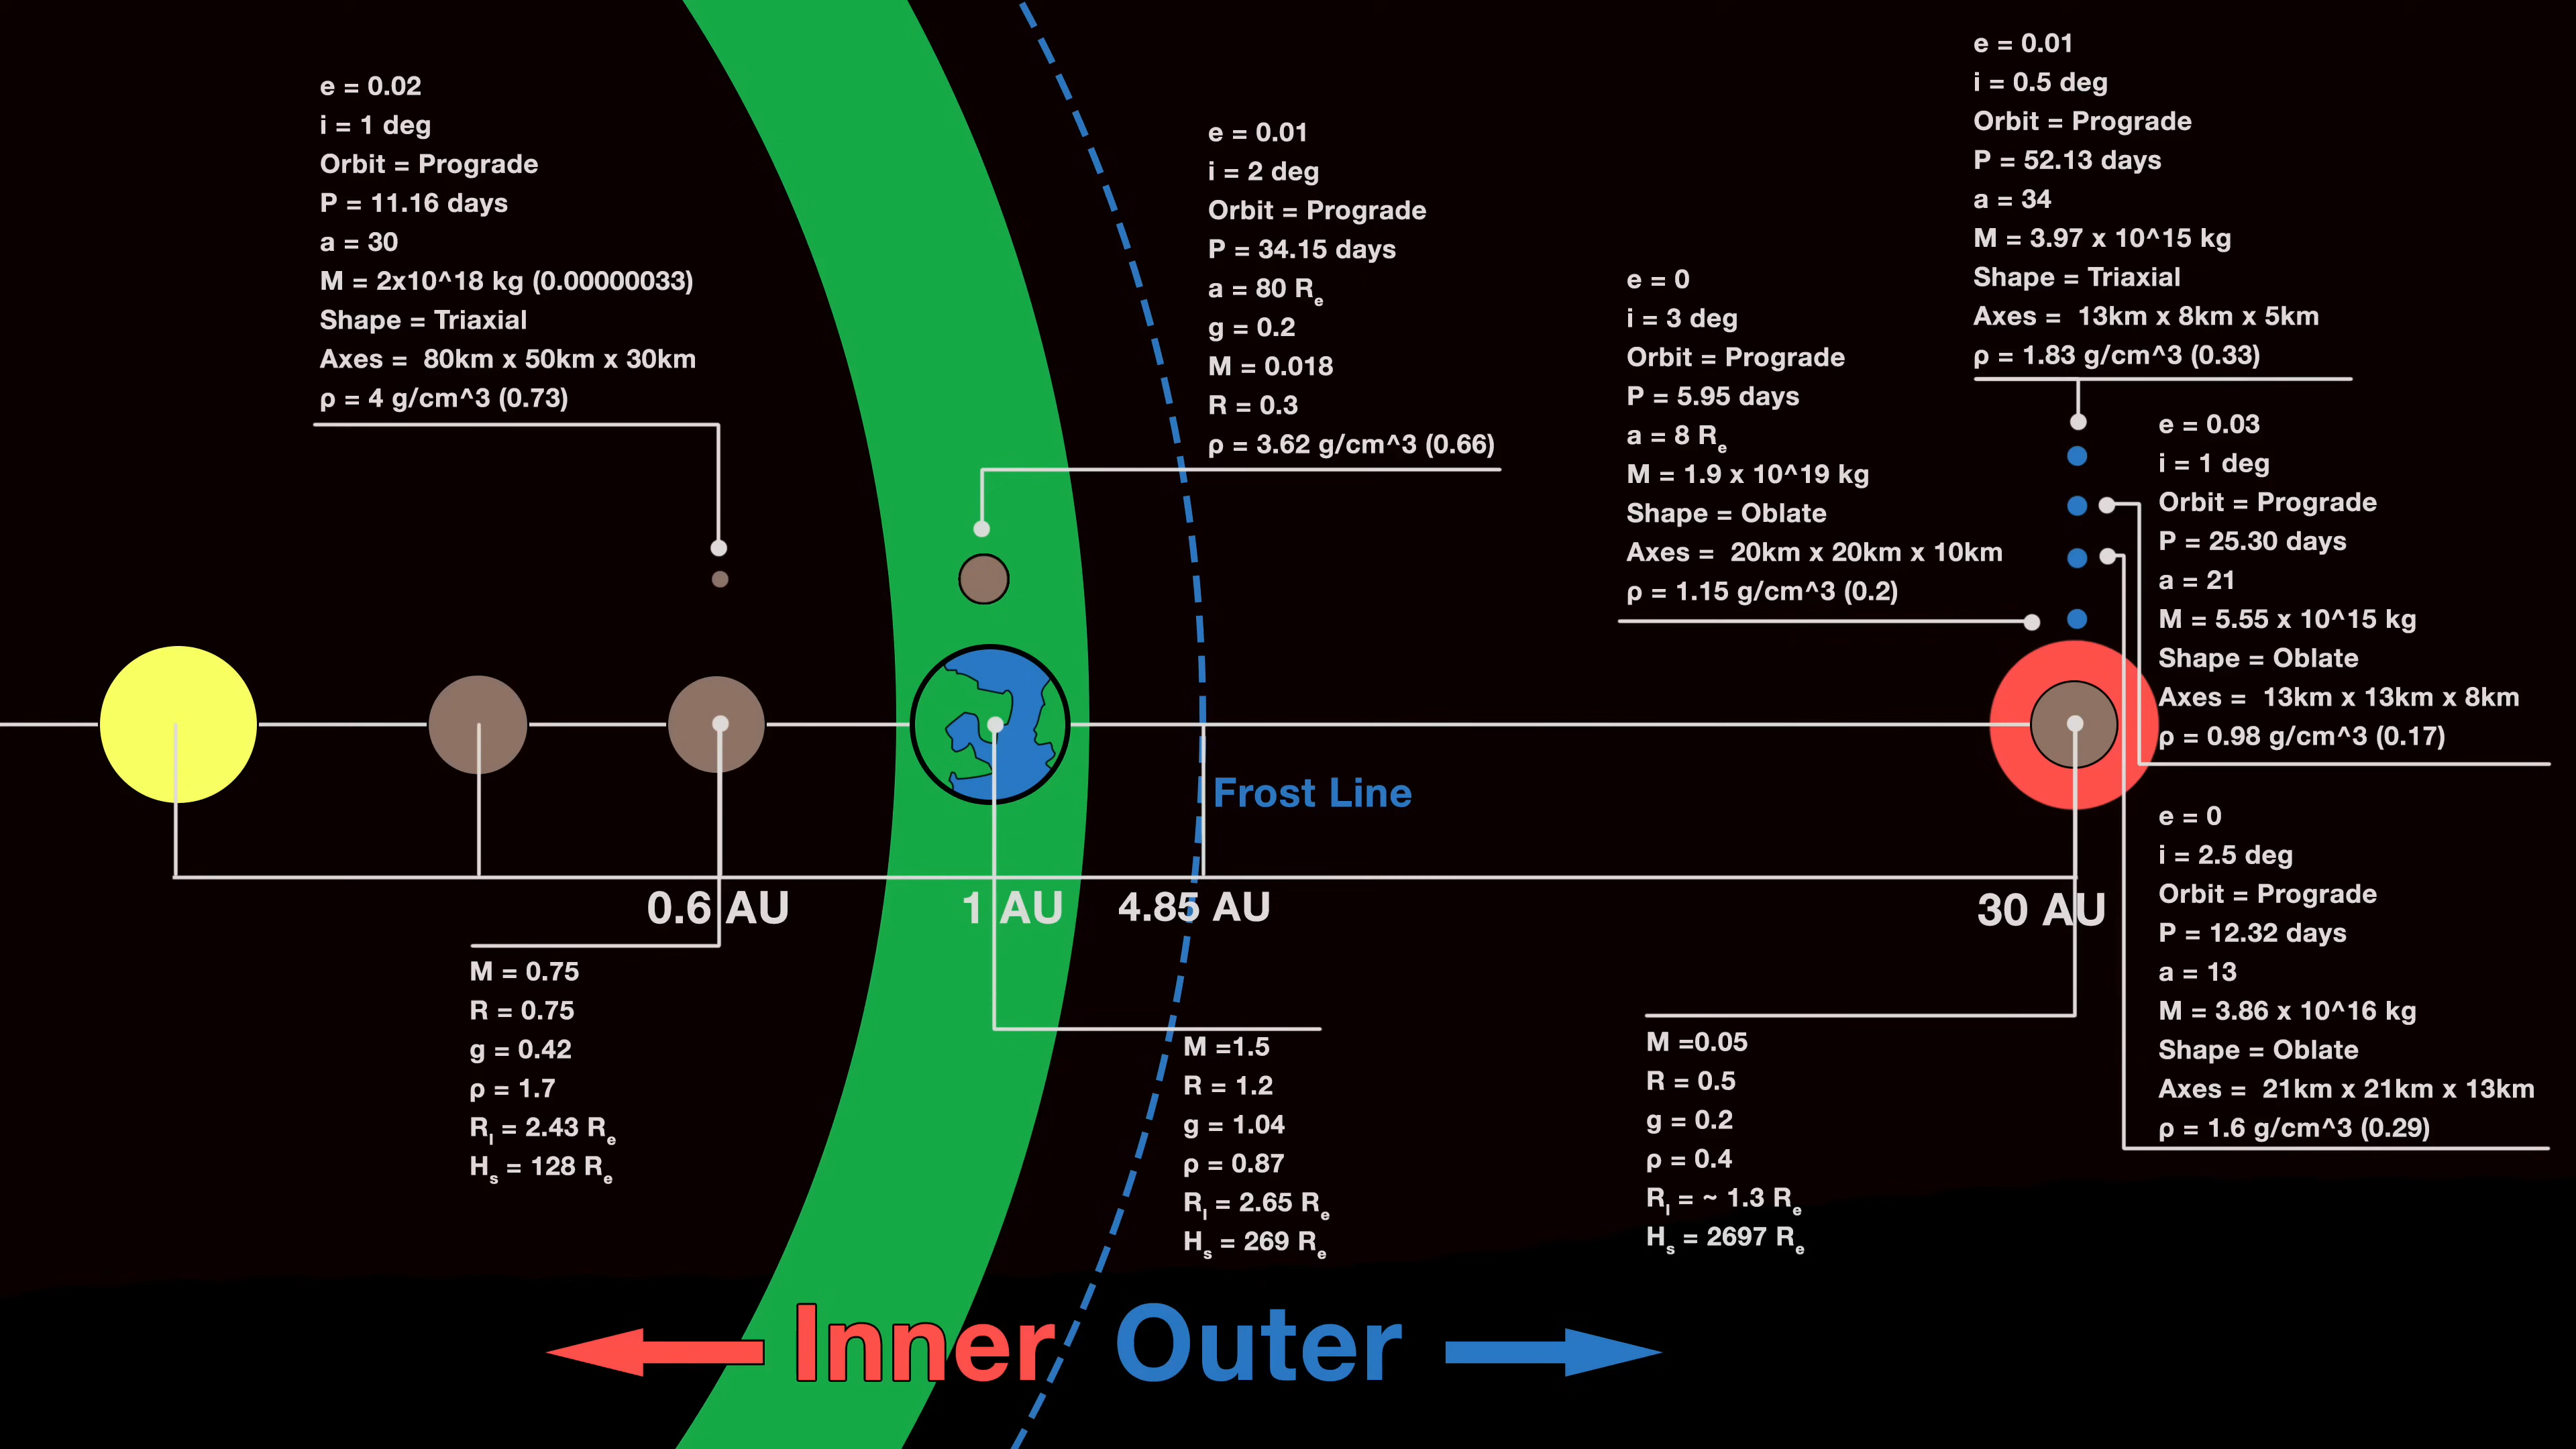 e = 0.02
i = 1 deg
Orbit = Prograde
P = 11.16 days
a = 30
M = 2x10^18 kg (0.00000033)
Shape = Triaxial
Axes =  80km x 50km x 30km
ρ = 4 g/cm^3 (0.73)
e = 0.01
i = 2 deg
Orbit = Prograde
P = 34.15 days
a = 80 Re
g = 0.2
M = 0.018
R = 0.3
ρ = 3.62 g/cm^3 (0.66)
e = 0
i = 3 deg
Orbit = Prograde
P = 5.95 days
a = 8 Re
M = 1.9 x 10^19 kg
Shape = Oblate
Axes =  20km x 20km x 10km
ρ = 1.15 g/cm^3 (0.2)
e = 0.01
i = 0.5 deg
Orbit = Prograde
P = 52.13 days
a = 34
M = 3.97 x 10^15 kg
Shape = Triaxial
Axes =  13km x 8km x 5km
ρ = 1.83 g/cm^3 (0.33)
e = 0.03
i = 1 deg
Orbit = Prograde
P = 25.30 days
a = 21
M = 5.55 x 10^15 kg
Shape = Oblate
Axes =  13km x 13km x 8km
ρ = 0.98 g/cm^3 (0.17)
e = 0
i = 2.5 deg
Orbit = Prograde
P = 12.32 days
a = 13
M = 3.86 x 10^16 kg
Shape = Oblate
Axes =  21km x 21km x 13km
ρ = 1.6 g/cm^3 (0.29)
Frost Line
0.6 AU
1 AU
4.85 AU
30 AU
M = 0.75
R = 0.75
g = 0.42
ρ = 1.7
Rl = 2.43 Re
Hs = 128 Re
M =1.5
R = 1.2
g = 1.04
ρ = 0.87
Rl = 2.65 Re
Hs = 269 Re
M =0.05
R = 0.5
g = 0.2
ρ = 0.4
Rl = ~ 1.3 Re
Hs = 2697 Re
Inner
Outer